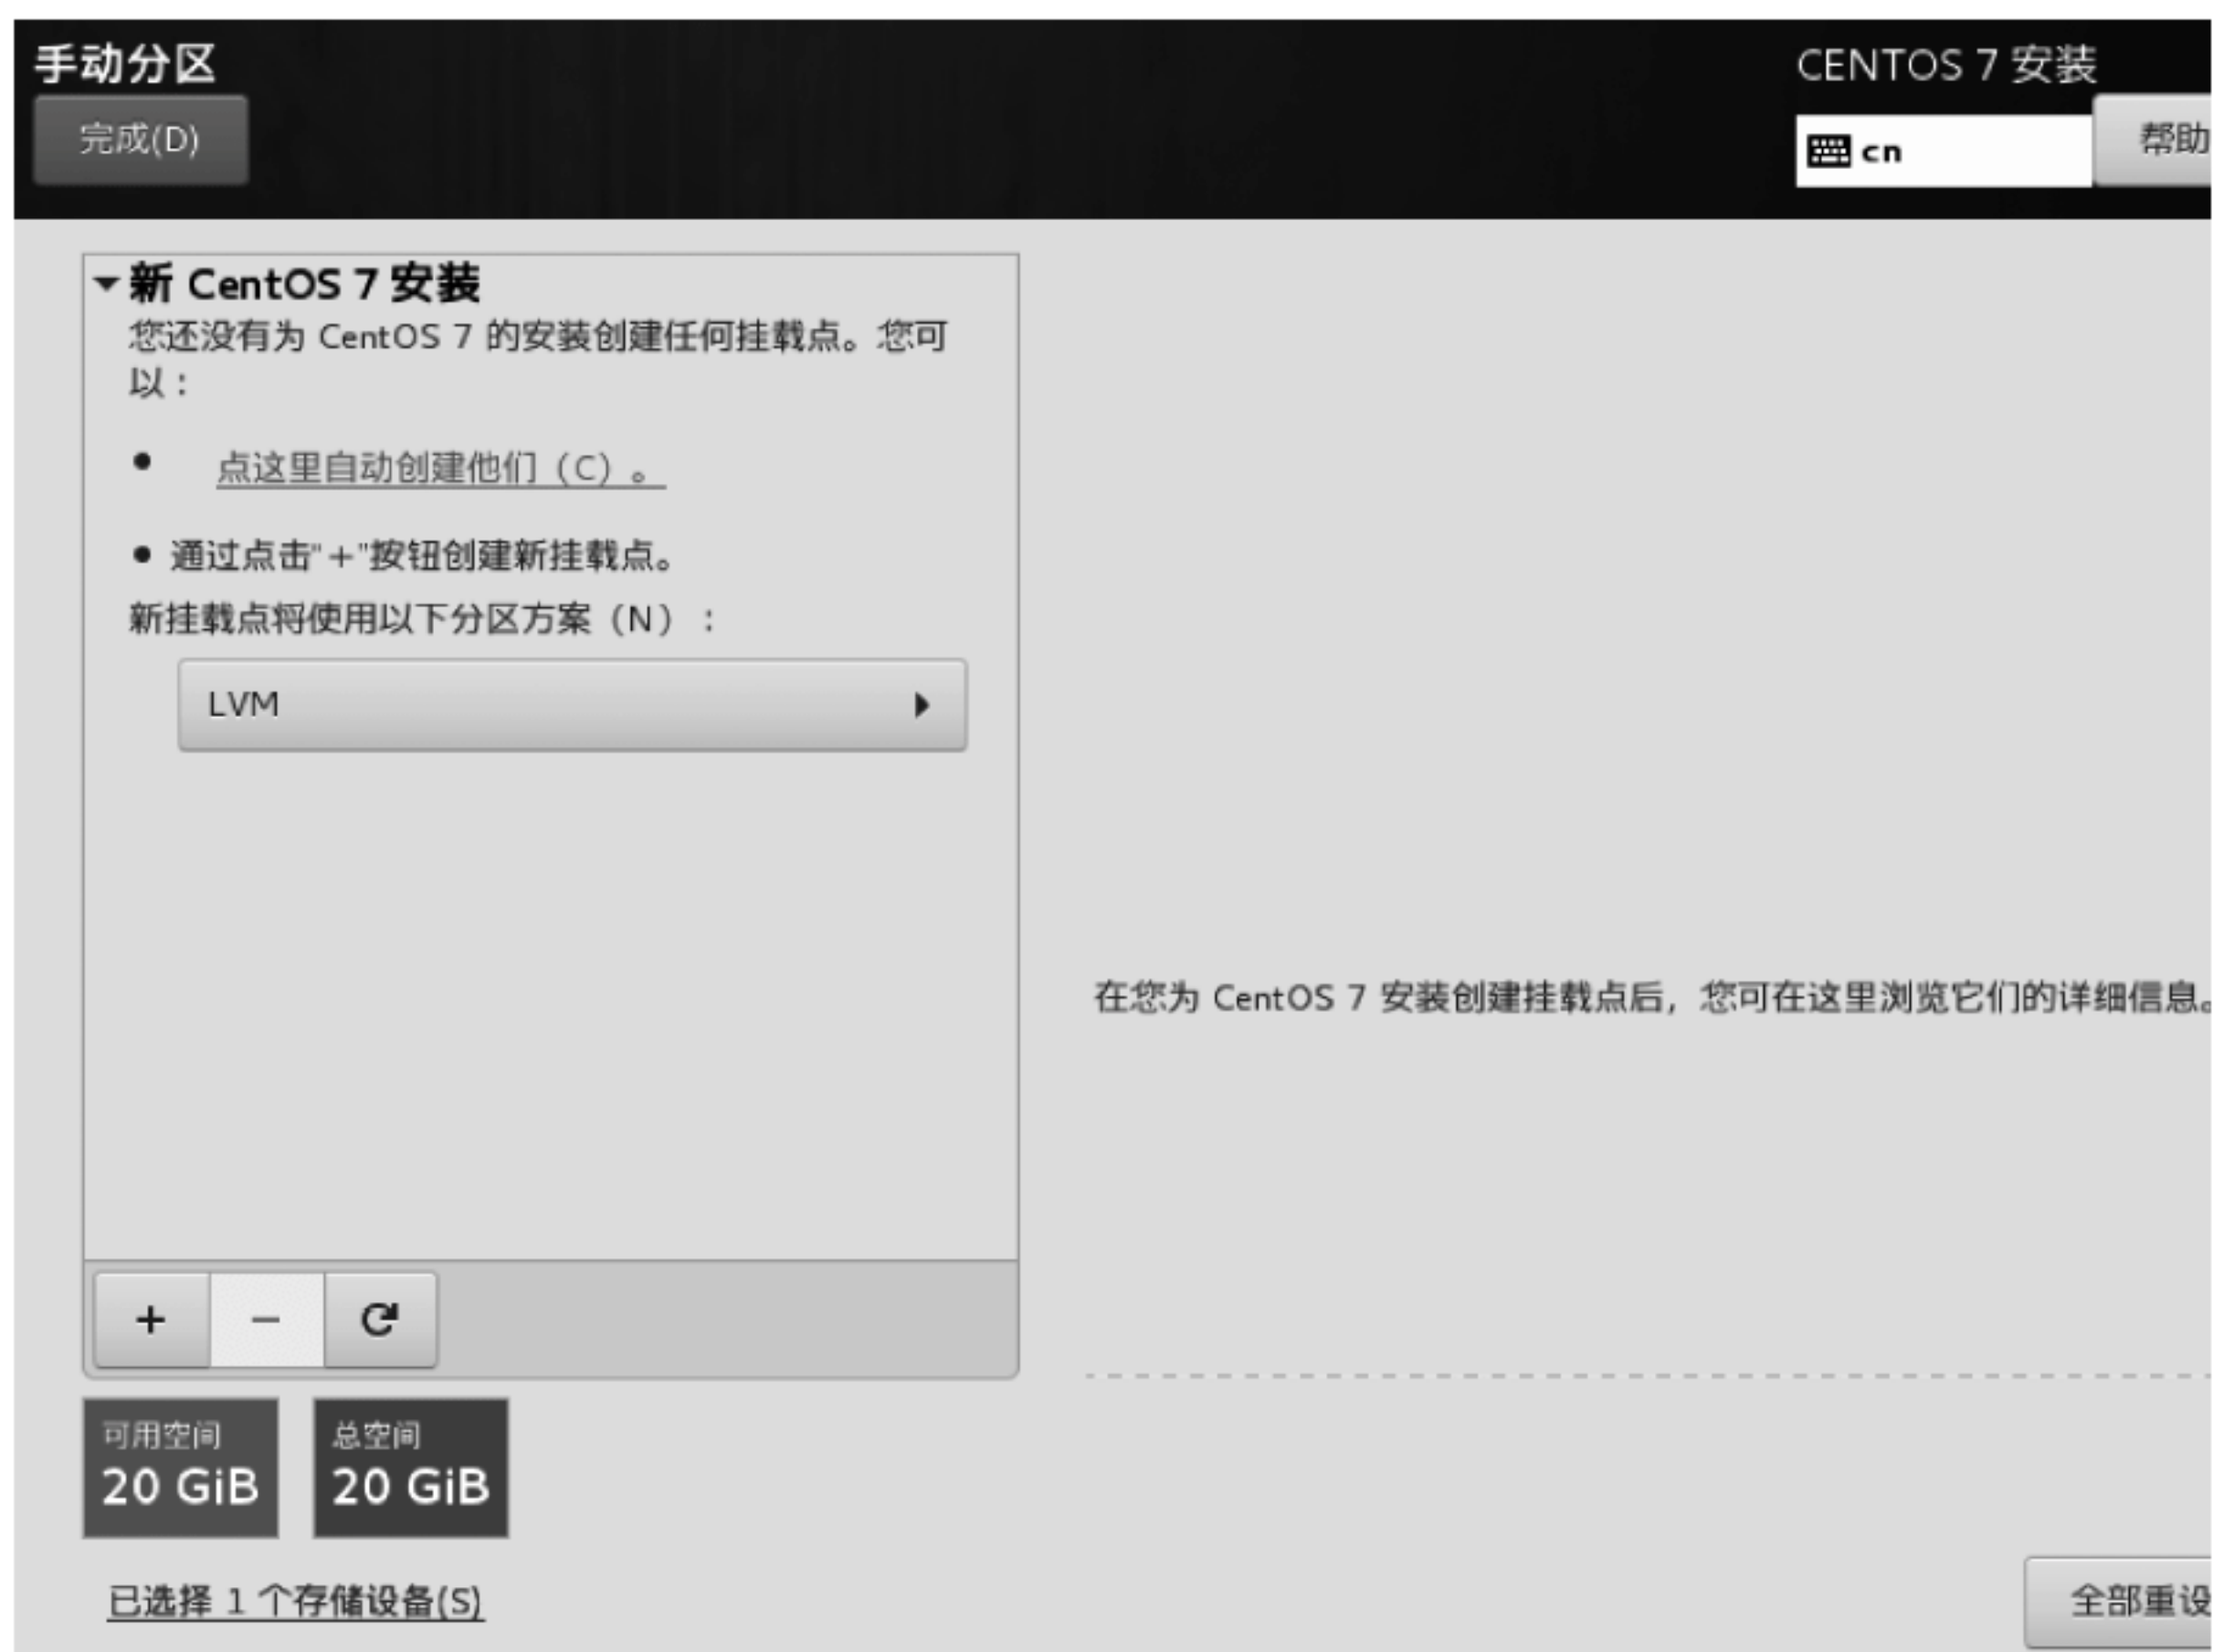 手动分区
完成(D)
CENTOS 7 安装
cn
帮助
新 CentOS 7 安装
您还没有为 CentOS 7 的安装创建任何挂载点。您可
以：
点这里自动创建他们（C）。
通过点击"+"按钮创建新挂载点。
新挂载点将使用以下分区方案（N）：
LVM
在您为 CentOS 7 安装创建挂载点后，您可在这里浏览它们的详细信息。
+ −
可用空间
20 GiB
总空间
20 GiB
已选择 1 个存储设备(S)
全部重设